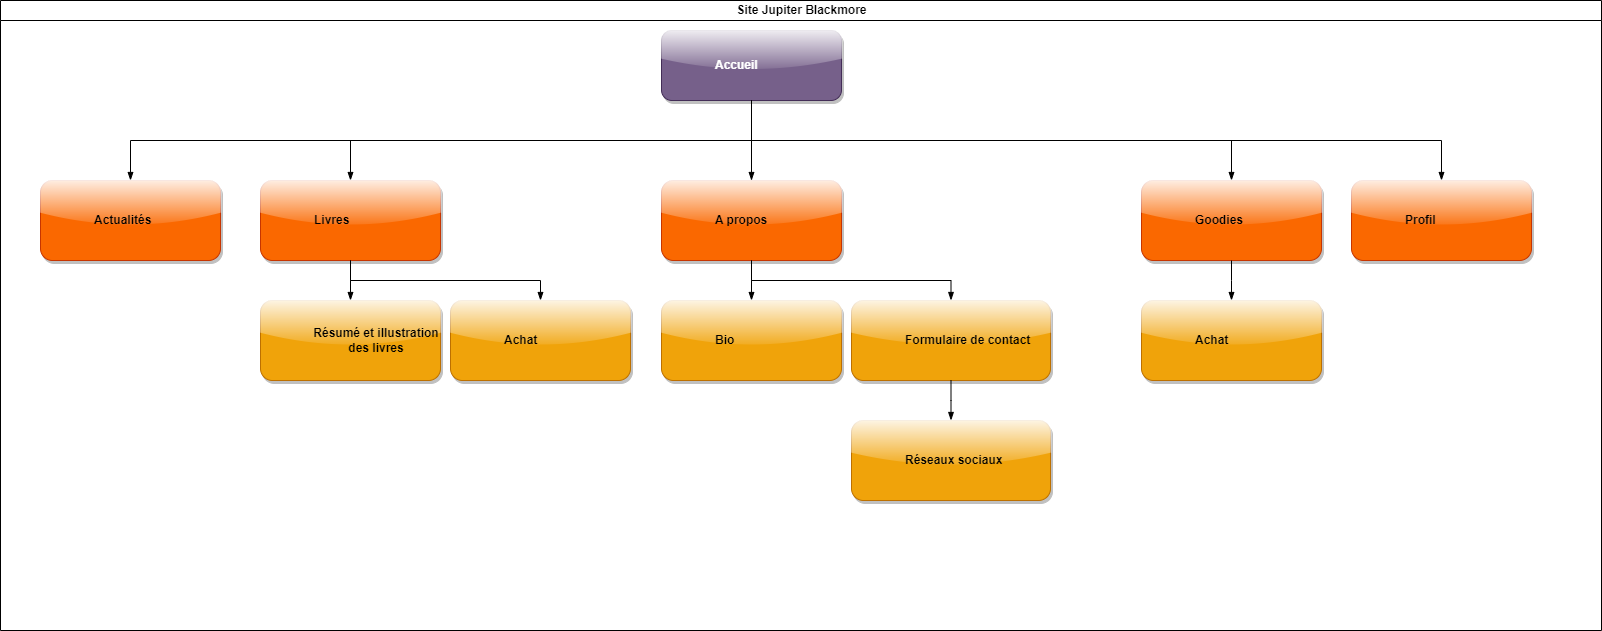 Site Jupiter Blackmore
Accueil
Actualités
Livres
A propos
Goodies
Profil
Résumé et illustration
des livres
Achat
Bio
Formulaire de contact
Achat
Réseaux sociaux